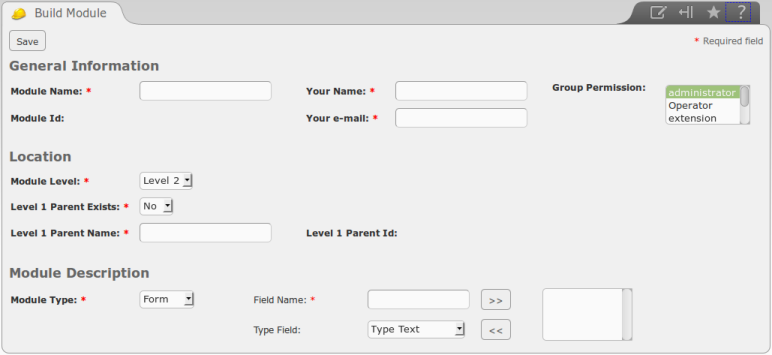 Build Module
?
Save
* Required field
General Information
Module Name: *
Your Name: *
Group Permission:
administrator
Operator
extension
Module Id:
Your e-mail: *
Location
Module Level: *
Level 2
Level 1 Parent Exists: *
No
Level 1 Parent Name: *
Level 1 Parent Id:
Module Description
Module Type: *
Form
Field Name: *
>>
Type Field:
Type Text
<<